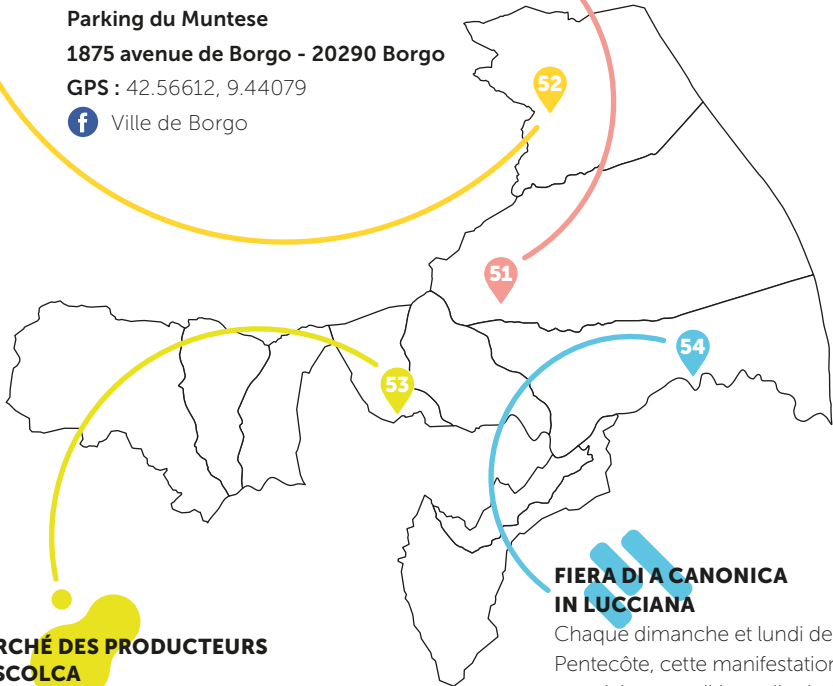 Parking du Muntese
1875 avenue de Borgo - 20290 Borgo
GPS : 42.56612, 9.44079
f Ville de Borgo
52
51
54
53
FIERA DI A CANONICA
IN LUCCIANA
Chaque dimanche et lundi de
Pentecôte, cette manifestation
RCHÉ DES PRODUCTEURS
SCOLCA